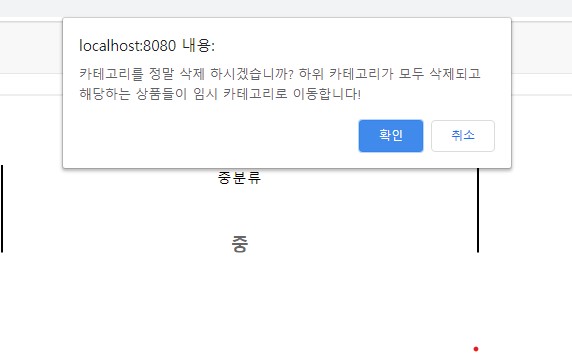 localhost:8080 내용:
카테고리를 정말 삭제 하시겠습니까? 하위 카테고리가 모두 삭제되고
해당하는 상품들이 임시 카테고리로 이동합니다!
확인 취소
중분류
중